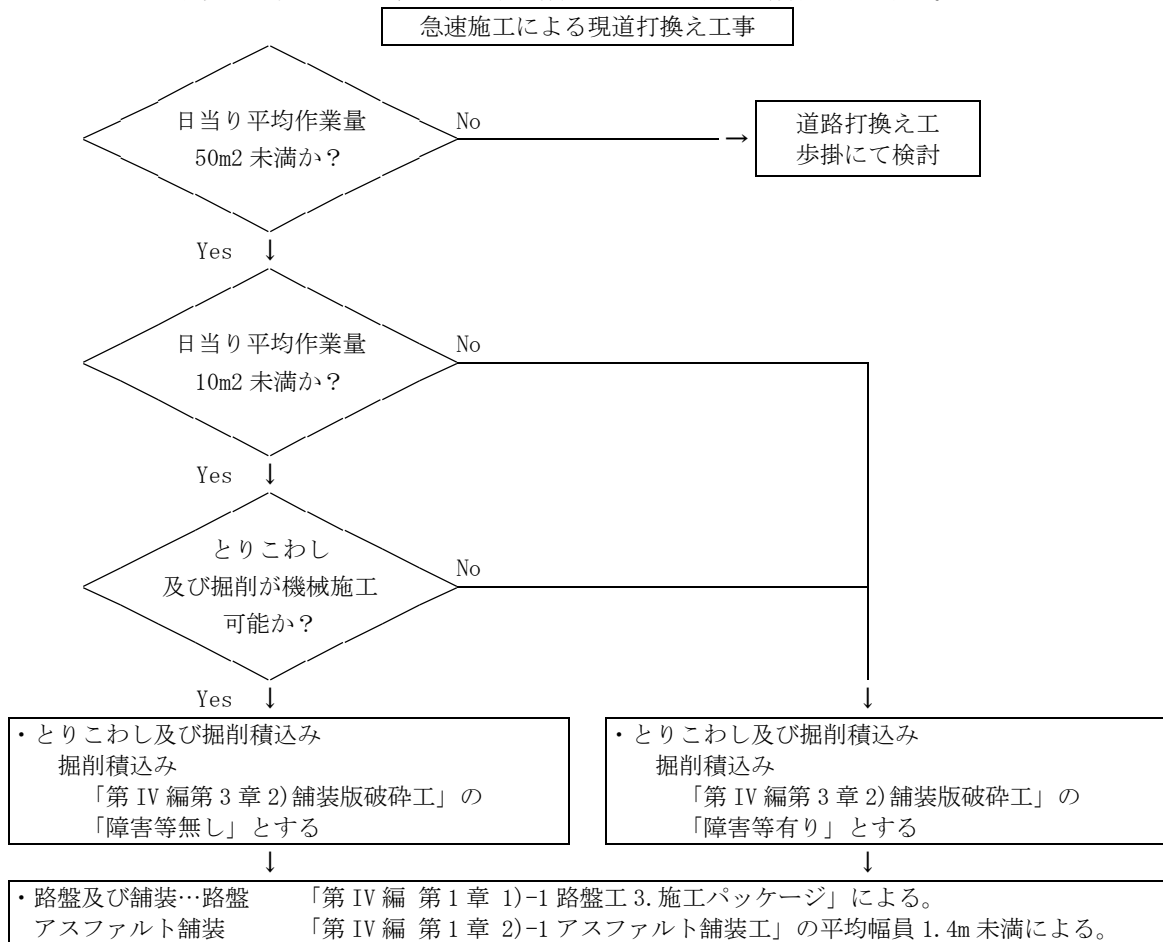 急速施工による現道打換え工事
日当り平均作業量
50m2 未満か？
No
→
道路打換え工
歩掛にて検討
Yes ↓
日当り平均作業量
10m2 未満か？
No
Yes ↓
とりこわし
及び掘削が機械施工
可能か？
No
Yes ↓
↓
・とりこわし及び掘削積込み
掘削積込み
「第 IV 編第 3 章 2)舗装版破砕工」の
「障害等無し」とする
・とりこわし及び掘削積込み
掘削積込み
「第 IV 編第 3 章 2)舗装版破砕工」の
「障害等有り」とする
↓
↓
・路盤及び舗装…路盤 「第 IV 編 第 1 章 1)-1 路盤工 3.施工パッケージ」による。
アスファルト舗装 「第 IV 編 第 1 章 2)-1 アスファルト舗装工」の平均幅員 1.4m 未満による。